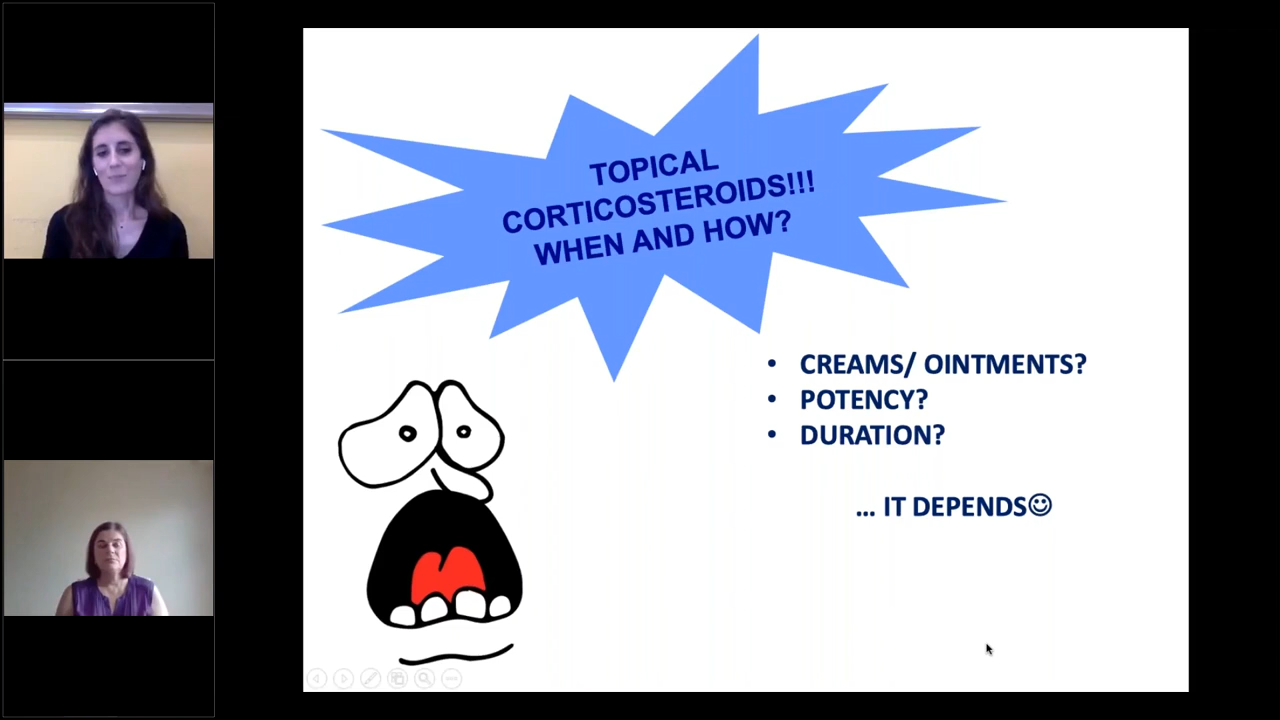 TOPICAL
CORTICOSTEROIDS!!!
WHEN AND HOW?
• CREAMS/ OINTMENTS?
• POTENCY?
• DURATION?
... IT DEPENDS☺